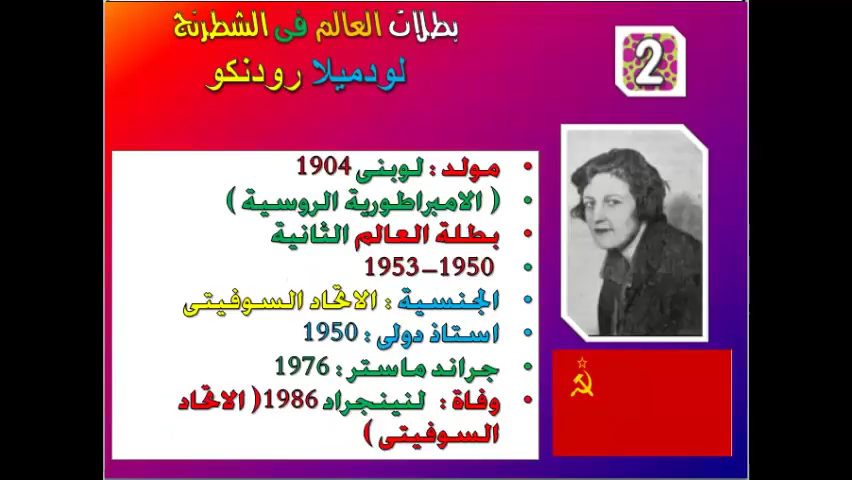 بطلات العالم فى الشطرنج
لودميلا رودنكو
2
• مولد : لوبنى 1904
• ( الامبراطورية الروسية )
• بطلة العالم الثانية
• 1950–1953
• الجنسية : الاتحاد السوفيتى
• استاذ دولى : 1950
• جراند ماستر : 1976
• وفاة : لنينجراد 1986( الاتحاد
السوفيتى )